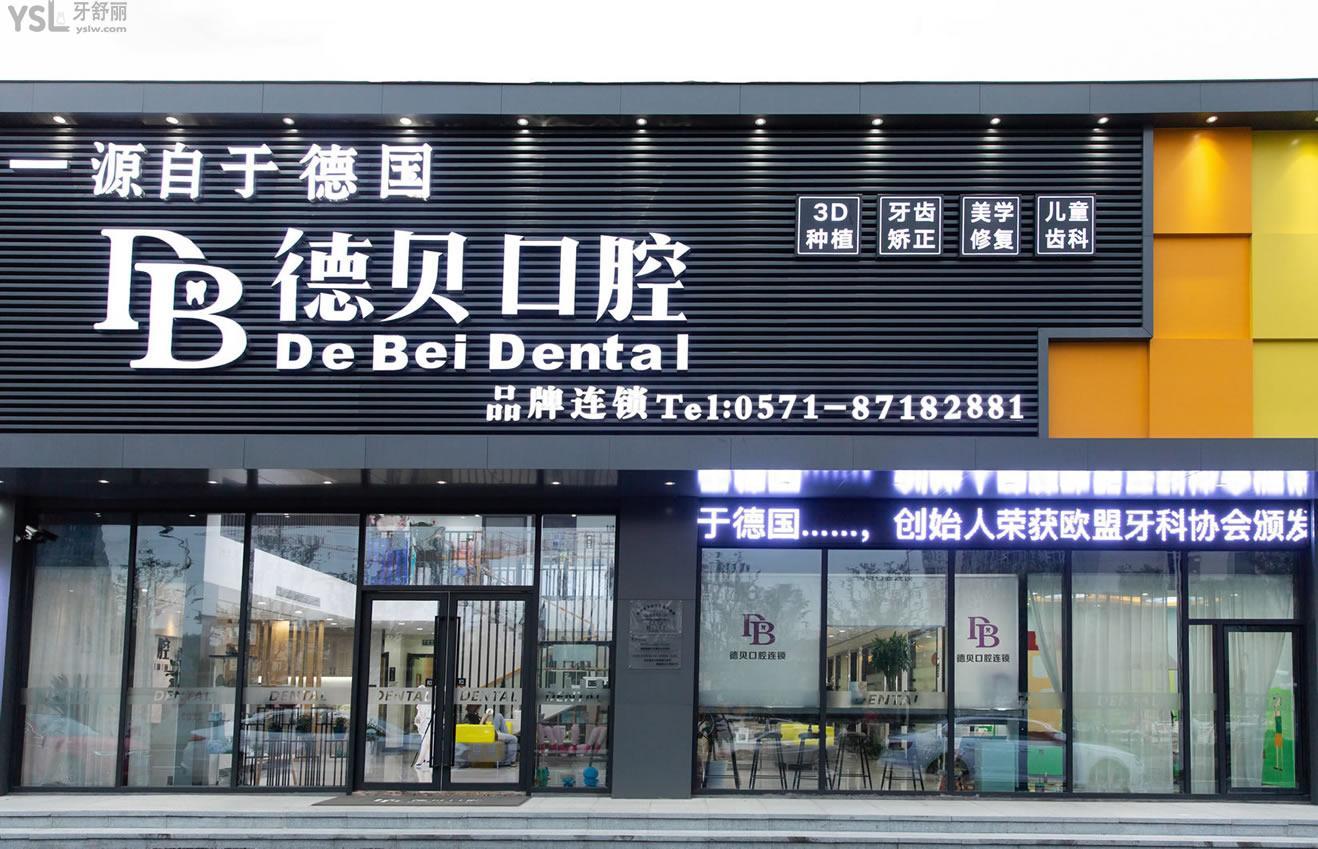 YSL 牙舒丽
yslw.com
一源自于德国
3D
种植
牙齿
矫正
美学
修复
儿童
齿科
DB 德贝口腔
De Bei Dental
品牌连锁 Tel:0571-87182881
于德国……，创始人荣获欧盟牙科协会颁发
DB
德贝口腔连锁
DB
德贝口腔连锁
DENTAL
DENTAL
DENTAL
DENTAL
DENTAL
DENTAL
DENTAL